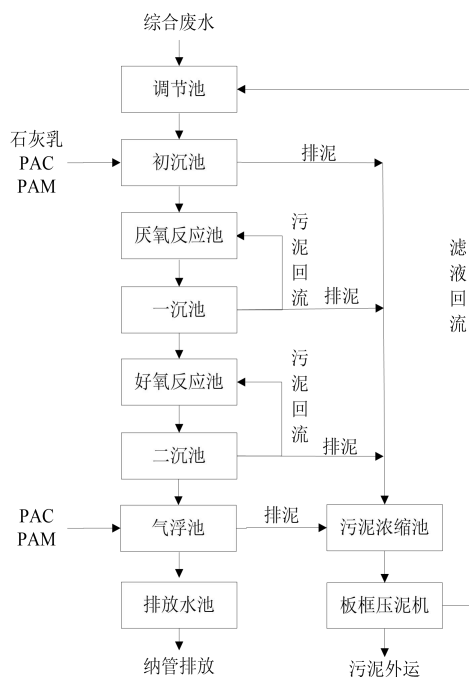 综合废水
调节池
石灰乳
PAC
PAM
初沉池
排泥
厌氧反应池
污泥回流
一沉池
排泥
滤液回流
好氧反应池
污泥回流
二沉池
排泥
PAC
PAM
气浮池
排泥
污泥浓缩池
排放水池
板框压泥机
纳管排放
污泥外运